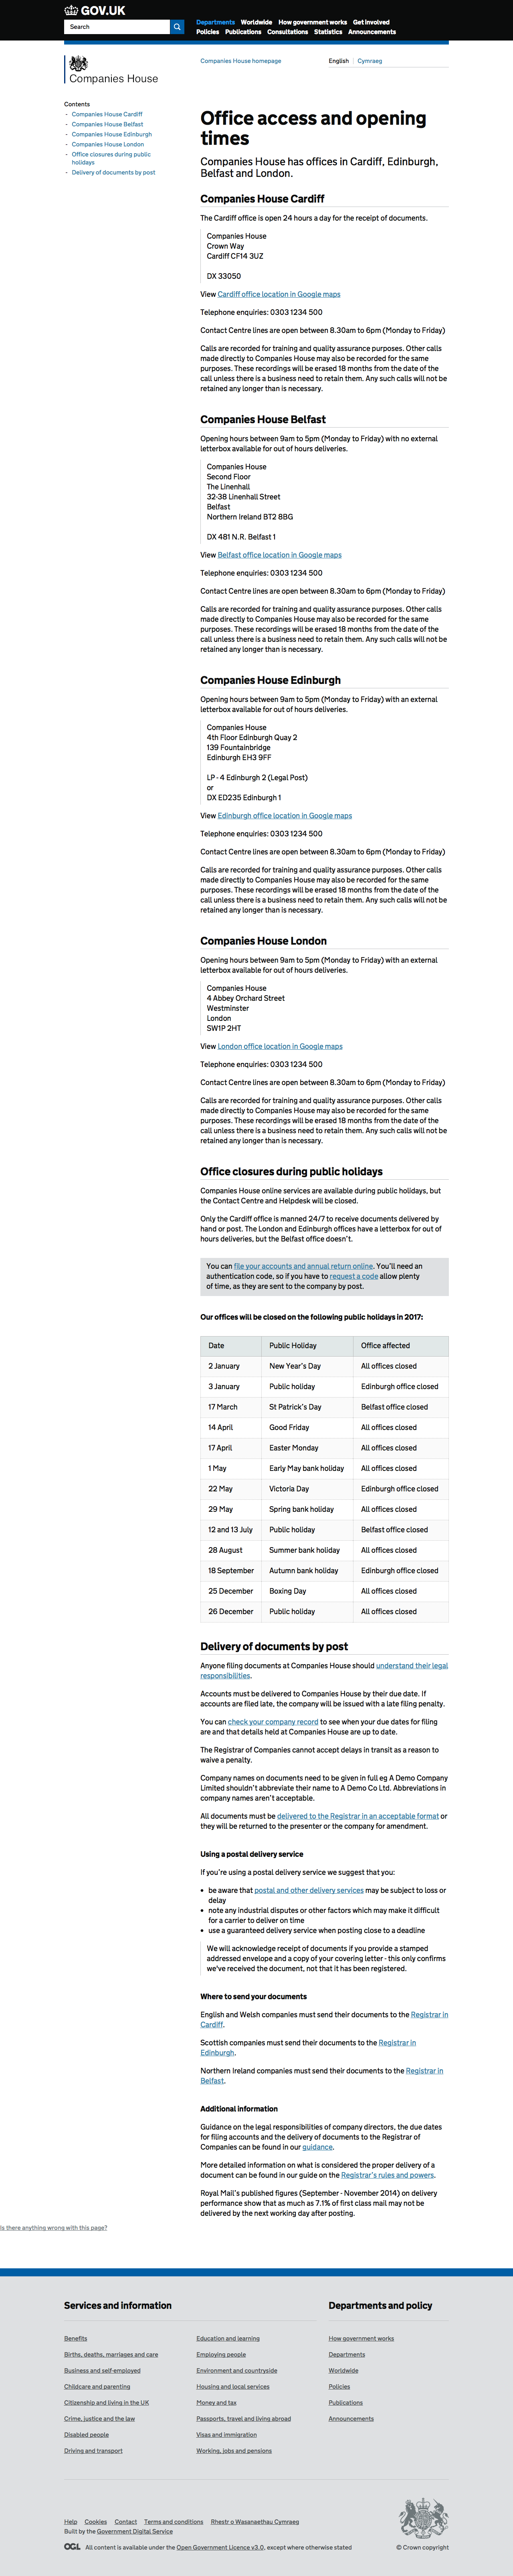 GOV.UK
Search
Departments Worldwide How government works Get involved
Policies Publications Consultations Statistics Announcements
Companies House
Companies House homepage
English Cymraeg
Contents
- Companies House Cardiff
- Companies House Belfast
- Companies House Edinburgh
- Companies House London
- Office closures during public
holidays
- Delivery of documents by post
Office access and opening
times
Companies House has offices in Cardiff, Edinburgh,
Belfast and London.
Companies House Cardiff
The Cardiff office is open 24 hours a day for the receipt of documents.
Companies House
Crown Way
Cardiff CF14 3UZ
DX 33050
View Cardiff office location in Google maps
Telephone enquiries: 0303 1234 500
Contact Centre lines are open between 8.30am to 6pm (Monday to Friday)
Calls are recorded for training and quality assurance purposes. Other calls
made directly to Companies House may also be recorded for the same
purposes. These recordings will be erased 18 months from the date of the
call unless there is a business need to retain them. Any such calls will not be
retained any longer than is necessary.
Companies House Belfast
Opening hours between 9am to 5pm (Monday to Friday) with no external
letterbox available for out of hours deliveries.
Companies House
Second Floor
The Linenhall
32-38 Linenhall Street
Belfast
Northern Ireland BT2 8BG
DX 481 N.R. Belfast 1
View Belfast office location in Google maps
Telephone enquiries: 0303 1234 500
Contact Centre lines are open between 8.30am to 6pm (Monday to Friday)
Calls are recorded for training and quality assurance purposes. Other calls
made directly to Companies House may also be recorded for the same
purposes. These recordings will be erased 18 months from the date of the
call unless there is a business need to retain them. Any such calls will not be
retained any longer than is necessary.
Companies House Edinburgh
Opening hours between 9am to 5pm (Monday to Friday) with an external
letterbox available for out of hours deliveries.
Companies House
4th Floor Edinburgh Quay 2
139 Fountainbridge
Edinburgh EH3 9FF
LP - 4 Edinburgh 2 (Legal Post)
or
DX ED235 Edinburgh 1
View Edinburgh office location in Google maps
Telephone enquiries: 0303 1234 500
Contact Centre lines are open between 8.30am to 6pm (Monday to Friday)
Calls are recorded for training and quality assurance purposes. Other calls
made directly to Companies House may also be recorded for the same
purposes. These recordings will be erased 18 months from the date of the
call unless there is a business need to retain them. Any such calls will not be
retained any longer than is necessary.
Companies House London
Opening hours between 9am to 5pm (Monday to Friday) with an external
letterbox available for out of hours deliveries.
Companies House
4 Abbey Orchard Street
Westminster
London
SW1P 2HT
View London office location in Google maps
Telephone enquiries: 0303 1234 500
Contact Centre lines are open between 8.30am to 6pm (Monday to Friday)
Calls are recorded for training and quality assurance purposes. Other calls
made directly to Companies House may also be recorded for the same
purposes. These recordings will be erased 18 months from the date of the
call unless there is a business need to retain them. Any such calls will not be
retained any longer than is necessary.
Office closures during public holidays
Companies House online services are available during public holidays, but
the Contact Centre and Helpdesk will be closed.
Only the Cardiff office is manned 24/7 to receive documents delivered by
hand or post. The London and Edinburgh offices have a letterbox for out of
hours deliveries, but the Belfast office doesn't.
You can file your accounts and annual return online. You'll need an
authentication code, so if you have to request a code allow plenty
of time, as they are sent to the company by post.
Our offices will be closed on the following public holidays in 2017:
Date Public Holiday Office affected
2 January New Year's Day All offices closed
3 January Public holiday Edinburgh office closed
17 March St Patrick's Day Belfast office closed
14 April Good Friday All offices closed
17 April Easter Monday All offices closed
1 May Early May bank holiday All offices closed
22 May Victoria Day Edinburgh office closed
29 May Spring bank holiday All offices closed
12 and 13 July Public holiday Belfast office closed
28 August Summer bank holiday All offices closed
18 September Autumn bank holiday Edinburgh office closed
25 December Boxing Day All offices closed
26 December Public holiday All offices closed
Delivery of documents by post
Anyone filing documents at Companies House should understand their legal
responsibilities.
Accounts must be delivered to Companies House by their due date. If
accounts are filed late, the company will be issued with a late filing penalty.
You can check your company record to see when your due dates for filing
are and that details held at Companies House are up to date.
The Registrar of Companies cannot accept delays in transit as a reason to
waive a penalty.
Company names on documents need to be given in full eg A Demo Company
Limited shouldn't abbreviate their name to A Demo Co Ltd. Abbreviations in
company names aren't acceptable.
All documents must be delivered to the Registrar in an acceptable format or
they will be returned to the presenter or the company for amendment.
Using a postal delivery service
If you're using a postal delivery service we suggest that you:
• be aware that postal and other delivery services may be subject to loss or
delay
• note any industrial disputes or other factors which may make it difficult
for a carrier to deliver on time
• use a guaranteed delivery service when posting close to a deadline
We will acknowledge receipt of documents if you provide a stamped
addressed envelope and a copy of your covering letter - this only confirms
we've received the document, not that it has been registered.
Where to send your documents
English and Welsh companies must send their documents to the Registrar in
Cardiff.
Scottish companies must send their documents to the Registrar in
Edinburgh.
Northern Ireland companies must send their documents to the Registrar in
Belfast.
Additional information
Guidance on the legal responsibilities of company directors, the due dates
for filing accounts and the delivery of documents to the Registrar of
Companies can be found in our guidance.
More detailed information on what is considered the proper delivery of a
document can be found in our guide on the Registrar's rules and powers.
Royal Mail's published figures (September - November 2014) on delivery
performance show that as much as 7.1% of first class mail may not be
delivered by the next working day after posting.
Is there anything wrong with this page?
Services and information
Benefits
Births, deaths, marriages and care
Business and self-employed
Childcare and parenting
Citizenship and living in the UK
Crime, justice and the law
Disabled people
Driving and transport
Education and learning
Employing people
Environment and countryside
Housing and local services
Money and tax
Passports, travel and living abroad
Visas and immigration
Working, jobs and pensions
Departments and policy
How government works
Departments
Worldwide
Policies
Publications
Announcements
Help Cookies Contact Terms and conditions Rhestr o Wasanaethau Cymraeg
Built by the Government Digital Service
OGL All content is available under the Open Government Licence v3.0, except where otherwise stated
© Crown copyright